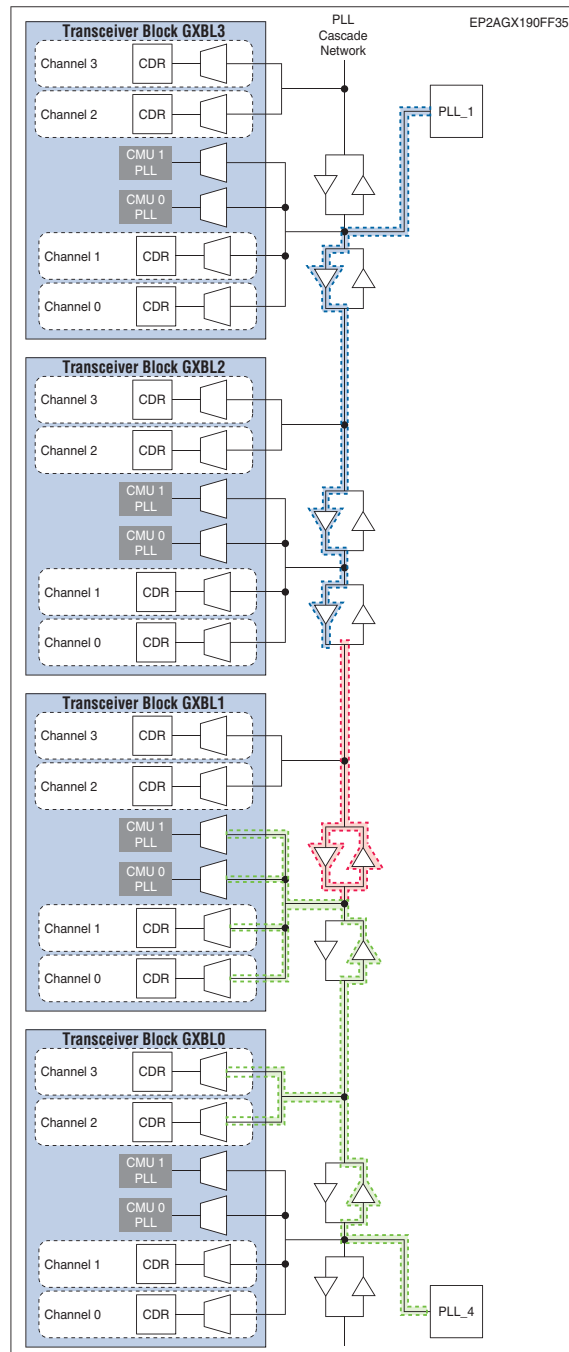 PLL
Cascade
Network
EP2AGX190FF35
PLL_1
Transceiver Block GXBL3
Channel 3
CDR
Channel 2
CDR
CMU 1
PLL
CMU 0
PLL
Channel 1
CDR
Channel 0
CDR
Transceiver Block GXBL2
Channel 3
CDR
Channel 2
CDR
CMU 1
PLL
CMU 0
PLL
Channel 1
CDR
Channel 0
CDR
Transceiver Block GXBL1
Channel 3
CDR
Channel 2
CDR
CMU 1
PLL
CMU 0
PLL
Channel 1
CDR
Channel 0
CDR
Transceiver Block GXBL0
Channel 3
CDR
Channel 2
CDR
CMU 1
PLL
CMU 0
PLL
Channel 1
CDR
Channel 0
CDR
PLL_4